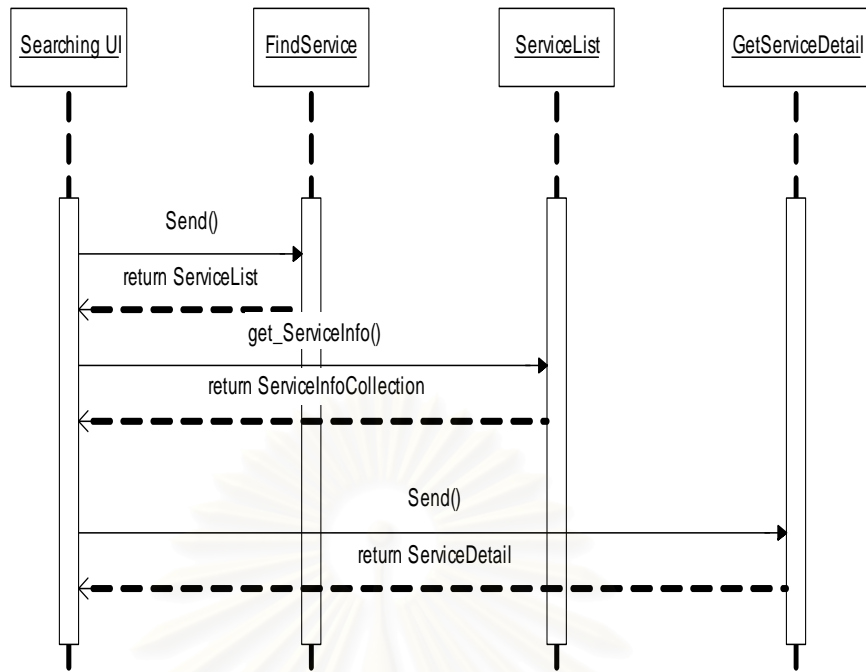 Searching UI
FindService
ServiceList
GetServiceDetail
Send()
return ServiceList
get_ServiceInfo()
return ServiceInfoCollection
Send()
return ServiceDetail